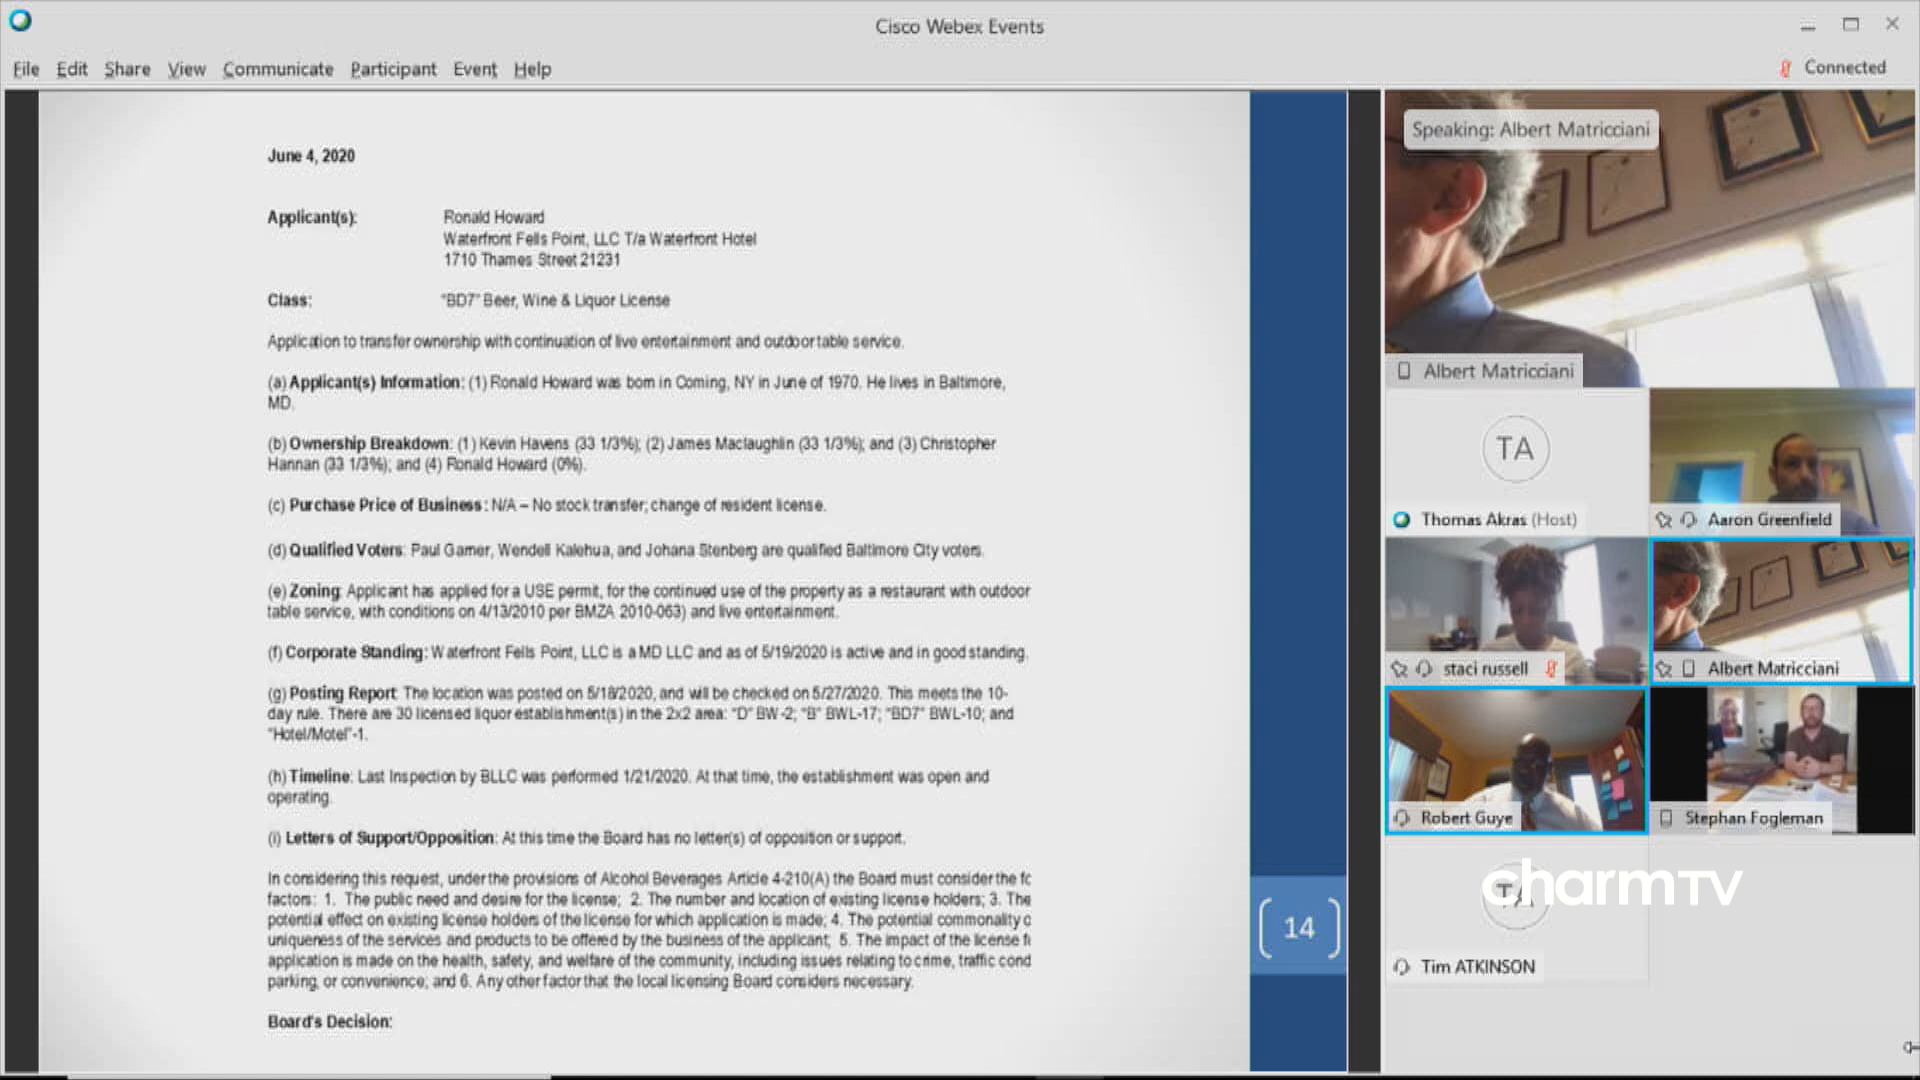 Cisco Webex Events
File Edit Share View Communicate Participant Event Help
Connected
June 4, 2020
Applicant(s): Ronald Howard
Waterfront Fells Point, LLC T/a Waterfront Hotel
1710 Thames Street 21231
Class: "BD7" Beer, Wine & Liquor License
Application to transfer ownership with continuation of live entertainment and outdoor table service.
(a) Applicant(s) Information: (1) Ronald Howard was born in Corning, NY in June of 1970. He lives in Baltimore,
MD.
(b) Ownership Breakdown: (1) Kevin Havens (33 1/3%); (2) James Maclaughlin (33 1/3%); and (3) Christopher
Hannan (33 1/3%); and (4) Ronald Howard (0%).
(c) Purchase Price of Business: N/A – No stock transfer; change of resident license.
(d) Qualified Voters: Paul Garner, Wendell Kalehua, and Johana Stenberg are qualified Baltimore City voters.
(e) Zoning: Applicant has applied for a USE permit, for the continued use of the property as a restaurant with outdoor
table service, with conditions on 4/13/2010 per BMZA 2010-063) and live entertainment.
(f) Corporate Standing: Waterfront Fells Point, LLC is a MD LLC and as of 5/19/2020 is active and in good standing.
(g) Posting Report: The location was posted on 5/18/2020, and will be checked on 5/27/2020. This meets the 10-
day rule. There are 30 licensed liquor establishment(s) in the 2x2 area: "D" BW-2; "B" BWL-17; "BD7" BWL-10; and
"Hotel/Motel"-1.
(h) Timeline: Last Inspection by BLLC was performed 1/21/2020. At that time, the establishment was open and
operating.
(i) Letters of Support/Opposition: At this time the Board has no letter(s) of opposition or support.
In considering this request, under the provisions of Alcohol Beverages Article 4-210(A) the Board must consider the fo
factors: 1. The public need and desire for the license; 2. The number and location of existing license holders; 3. The
potential effect on existing license holders of the license for which application is made; 4. The potential commonality o
uniqueness of the services and products to be offered by the business of the applicant; 5. The impact of the license fo
application is made on the health, safety, and welfare of the community, including issues relating to crime, traffic cond
parking, or convenience; and 6. Any other factor that the local licensing Board considers necessary.
Board's Decision:
14
Speaking: Albert Matricciani
Albert Matricciani
TA
Thomas Akras (Host)
Aaron Greenfield
staci russell
Albert Matricciani
Robert Guye
Stephan Fogleman
TA
charmTV
Tim ATKINSON